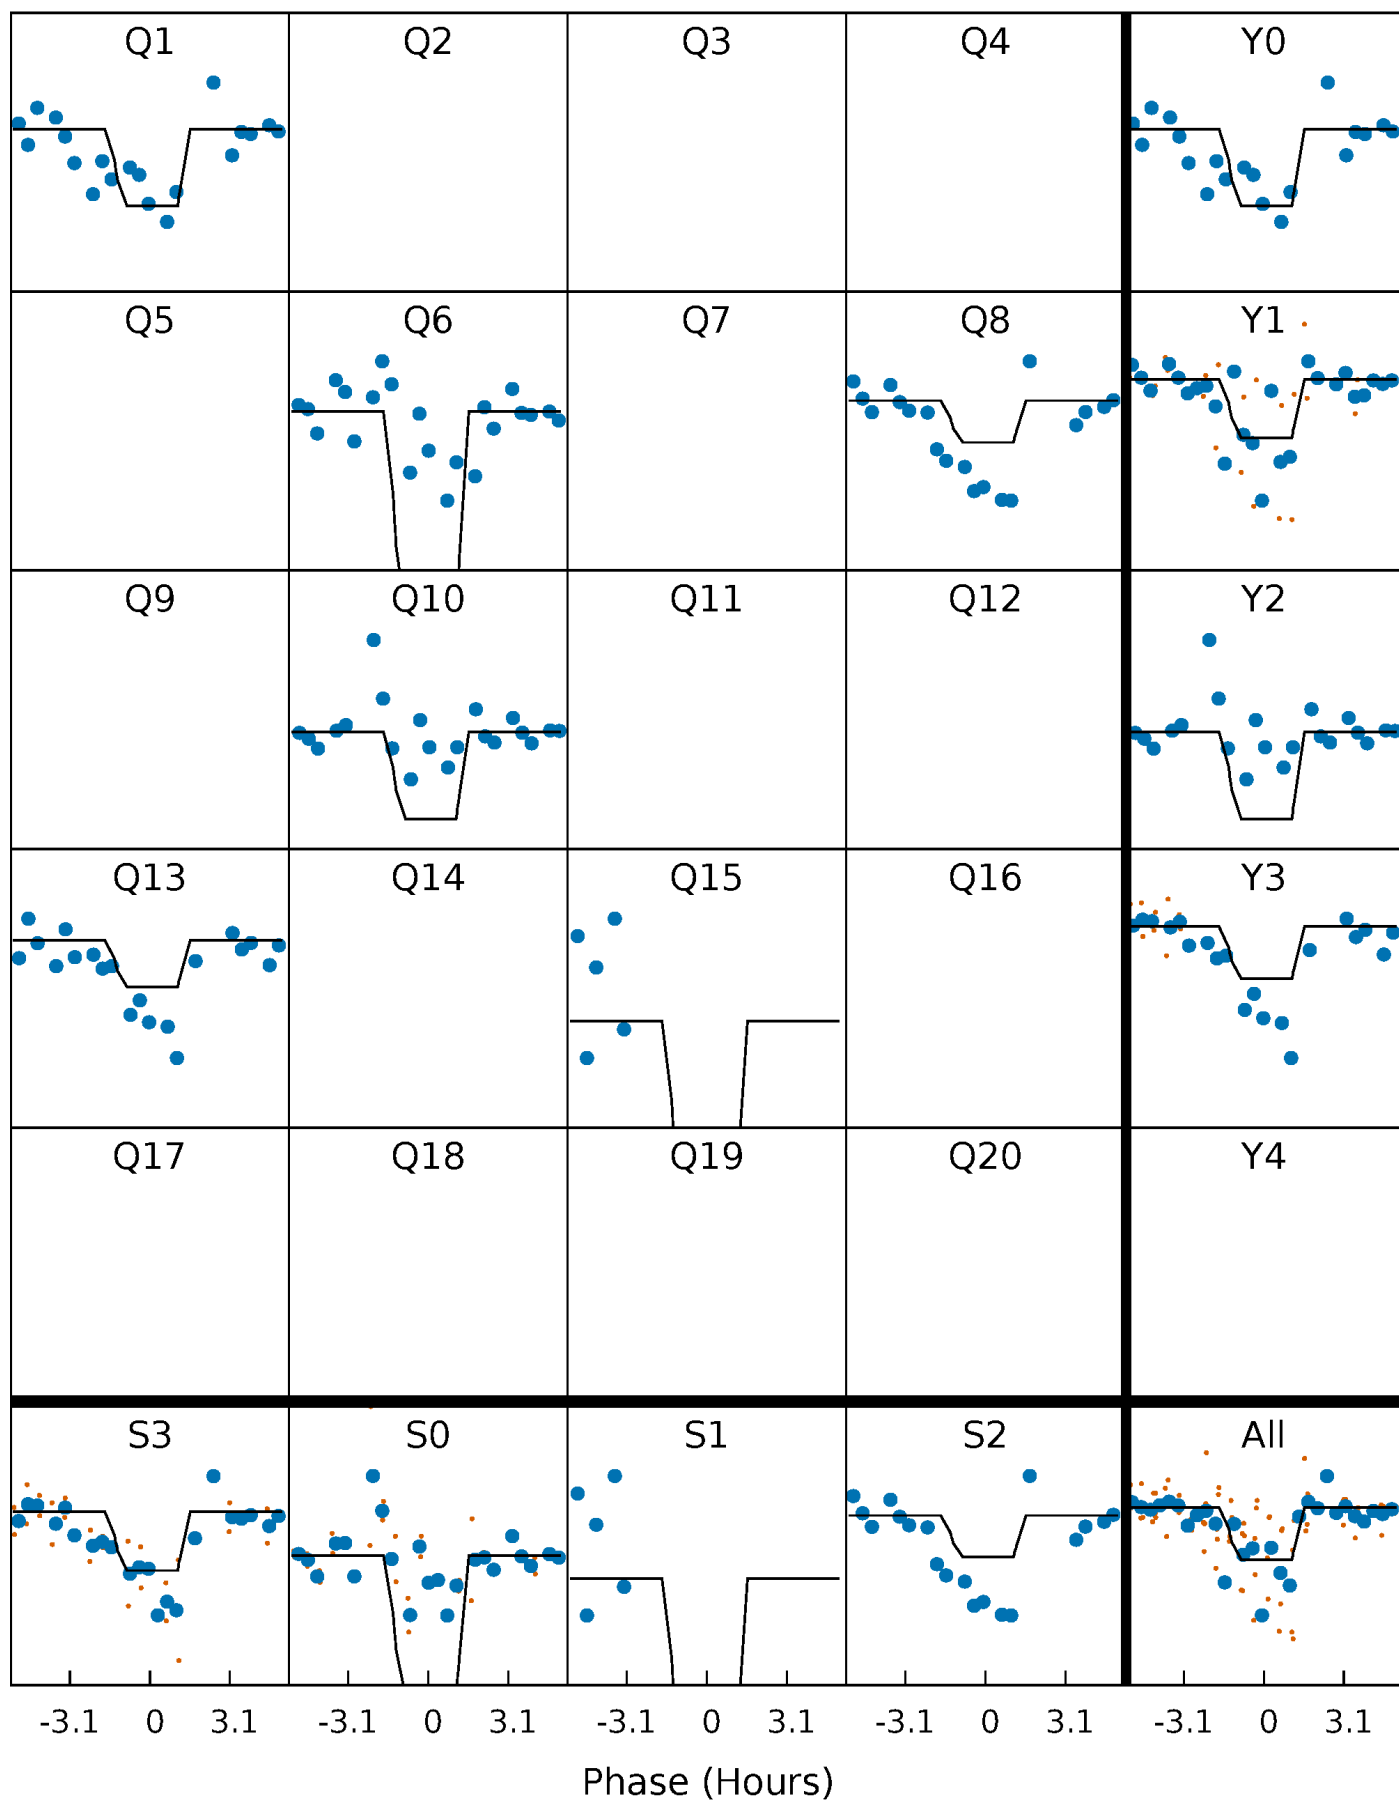 Q1 Q2 Q3 Q4 Y0
Q5 Q6 Q7 Q8 Y1
Q9 Q10 Q11 Q12 Y2
Q13 Q14 Q15 Q16 Y3
Q17 Q18 Q19 Q20 Y4
S3 S0 S1 S2 All
-3.1 0 3.1 -3.1 0 3.1 -3.1 0 3.1 -3.1 0 3.1 -3.1 0 3.1
Phase (Hours)